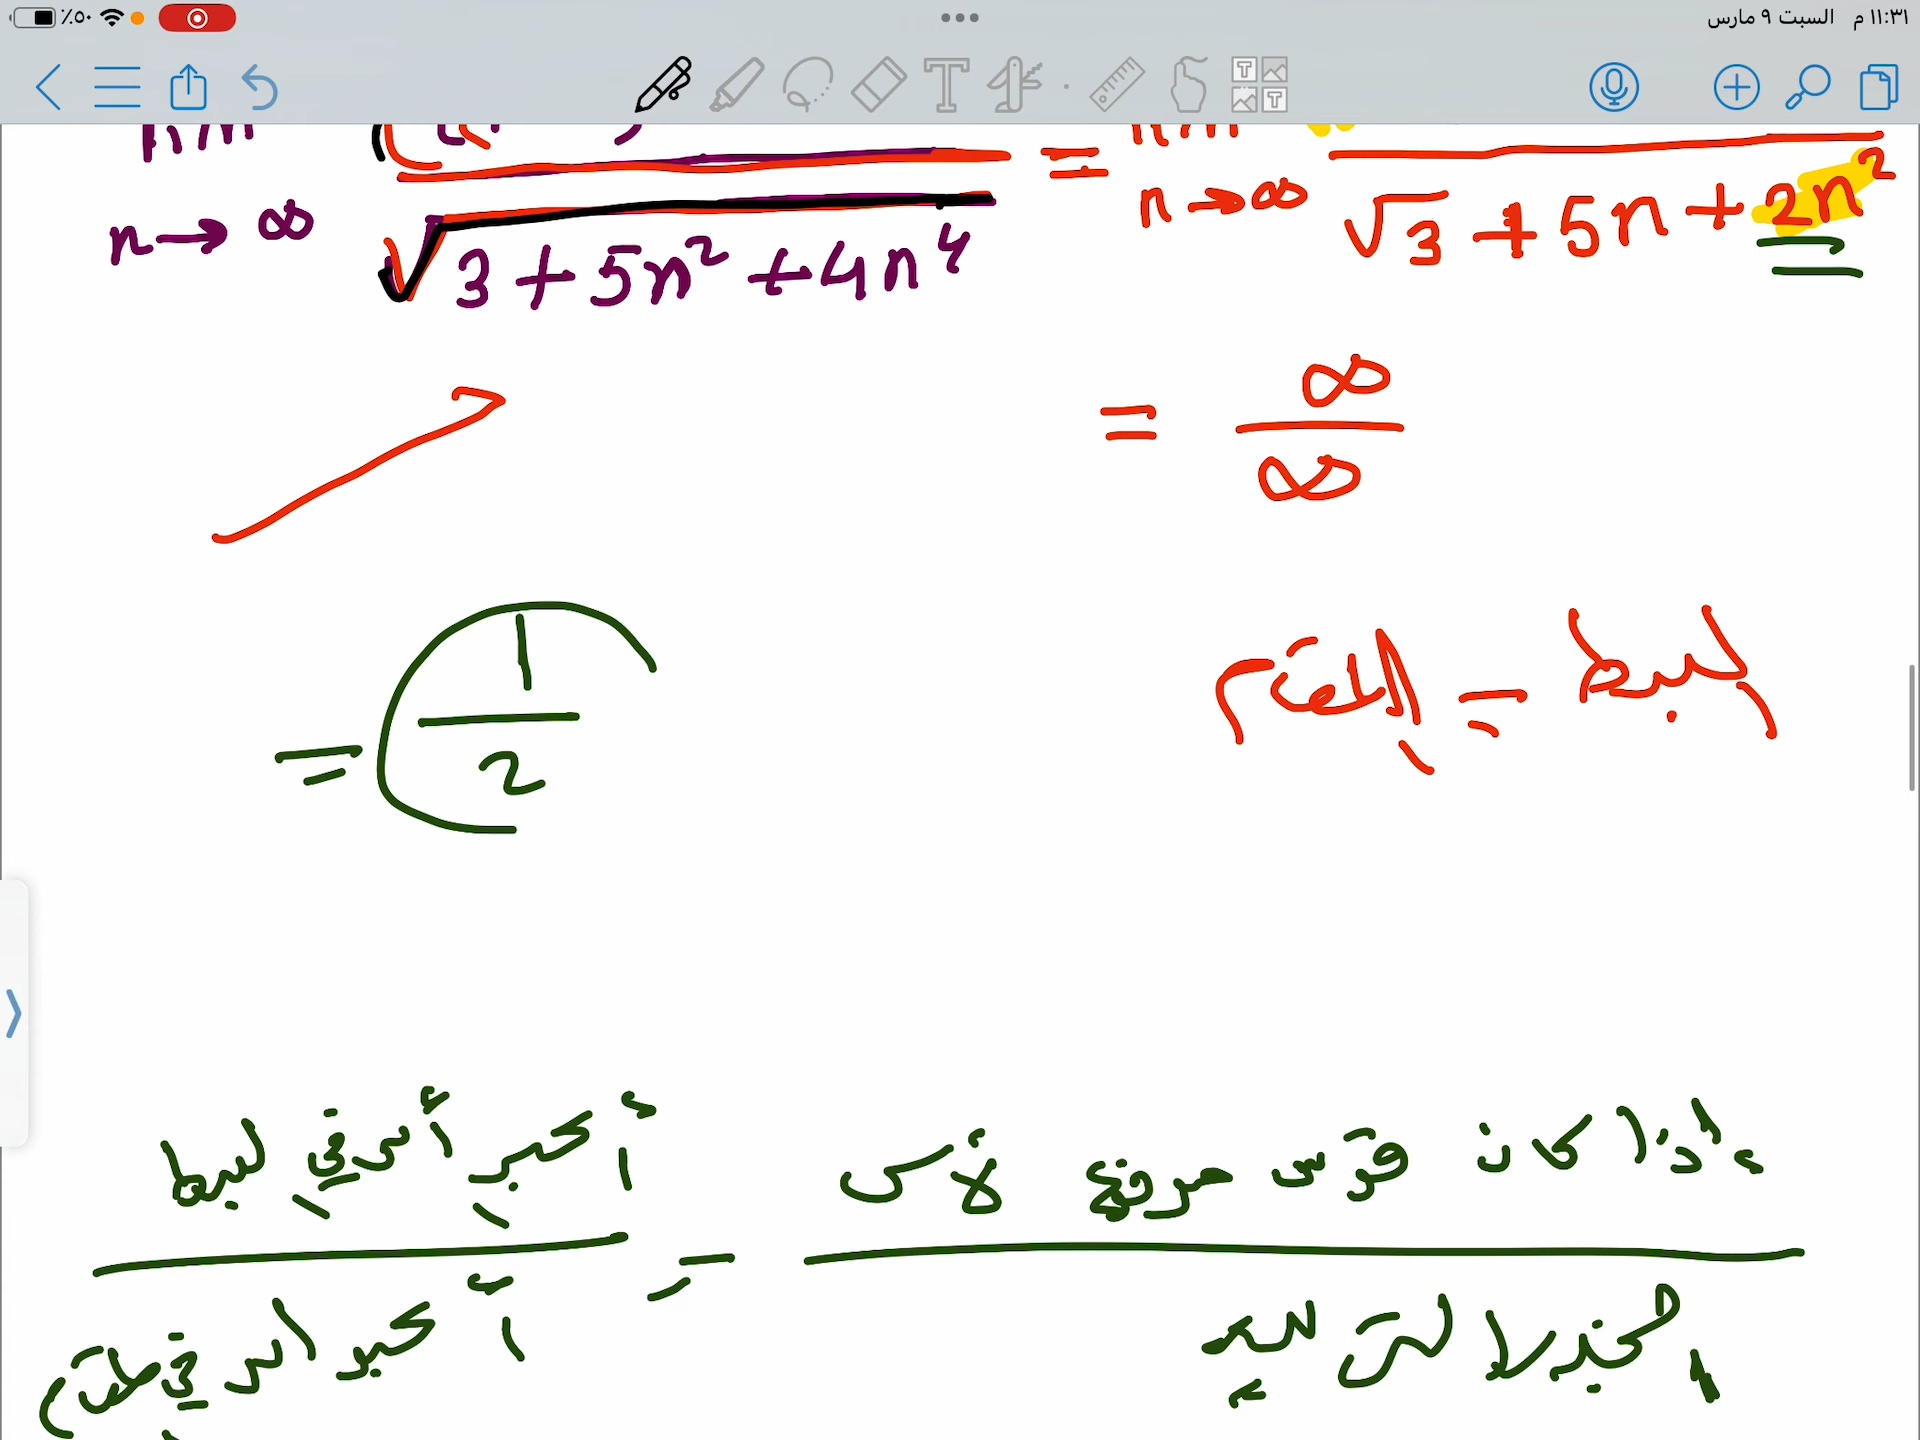 ٥٠٪ ١١:٣١ م السبت ٩ مارس
lim = lim
n → ∞ √3 + 5n² + 4n⁴ n → ∞ √3 + 5n + 2n²
= ∞/∞
البسط = المقام
= 1/2
إذا كان قوس مرفوع لأس = أكبر أس في البسط
الجذر التربيعي أكبر أس في المقام